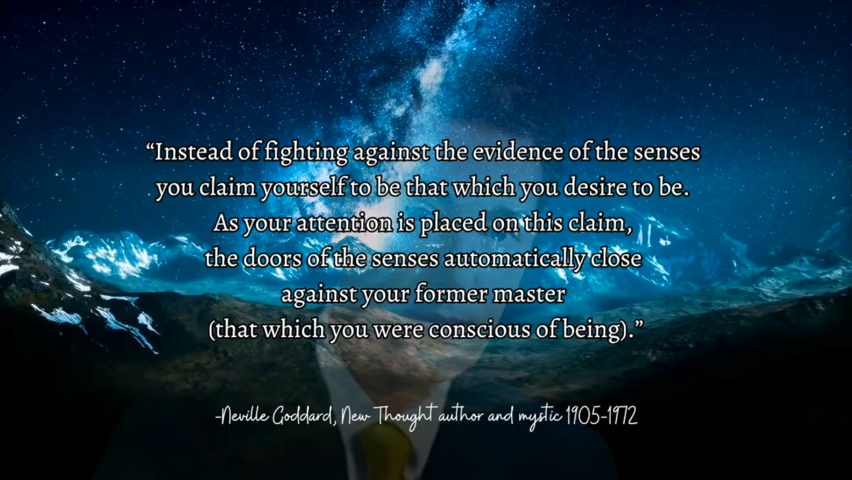 “Instead of fighting against the evidence of the senses
you claim yourself to be that which you desire to be.
As your attention is placed on this claim,
the doors of the senses automatically close
against your former master
(that which you were conscious of being).”
-Neville Goddard, New Thought author and mystic 1905-1972